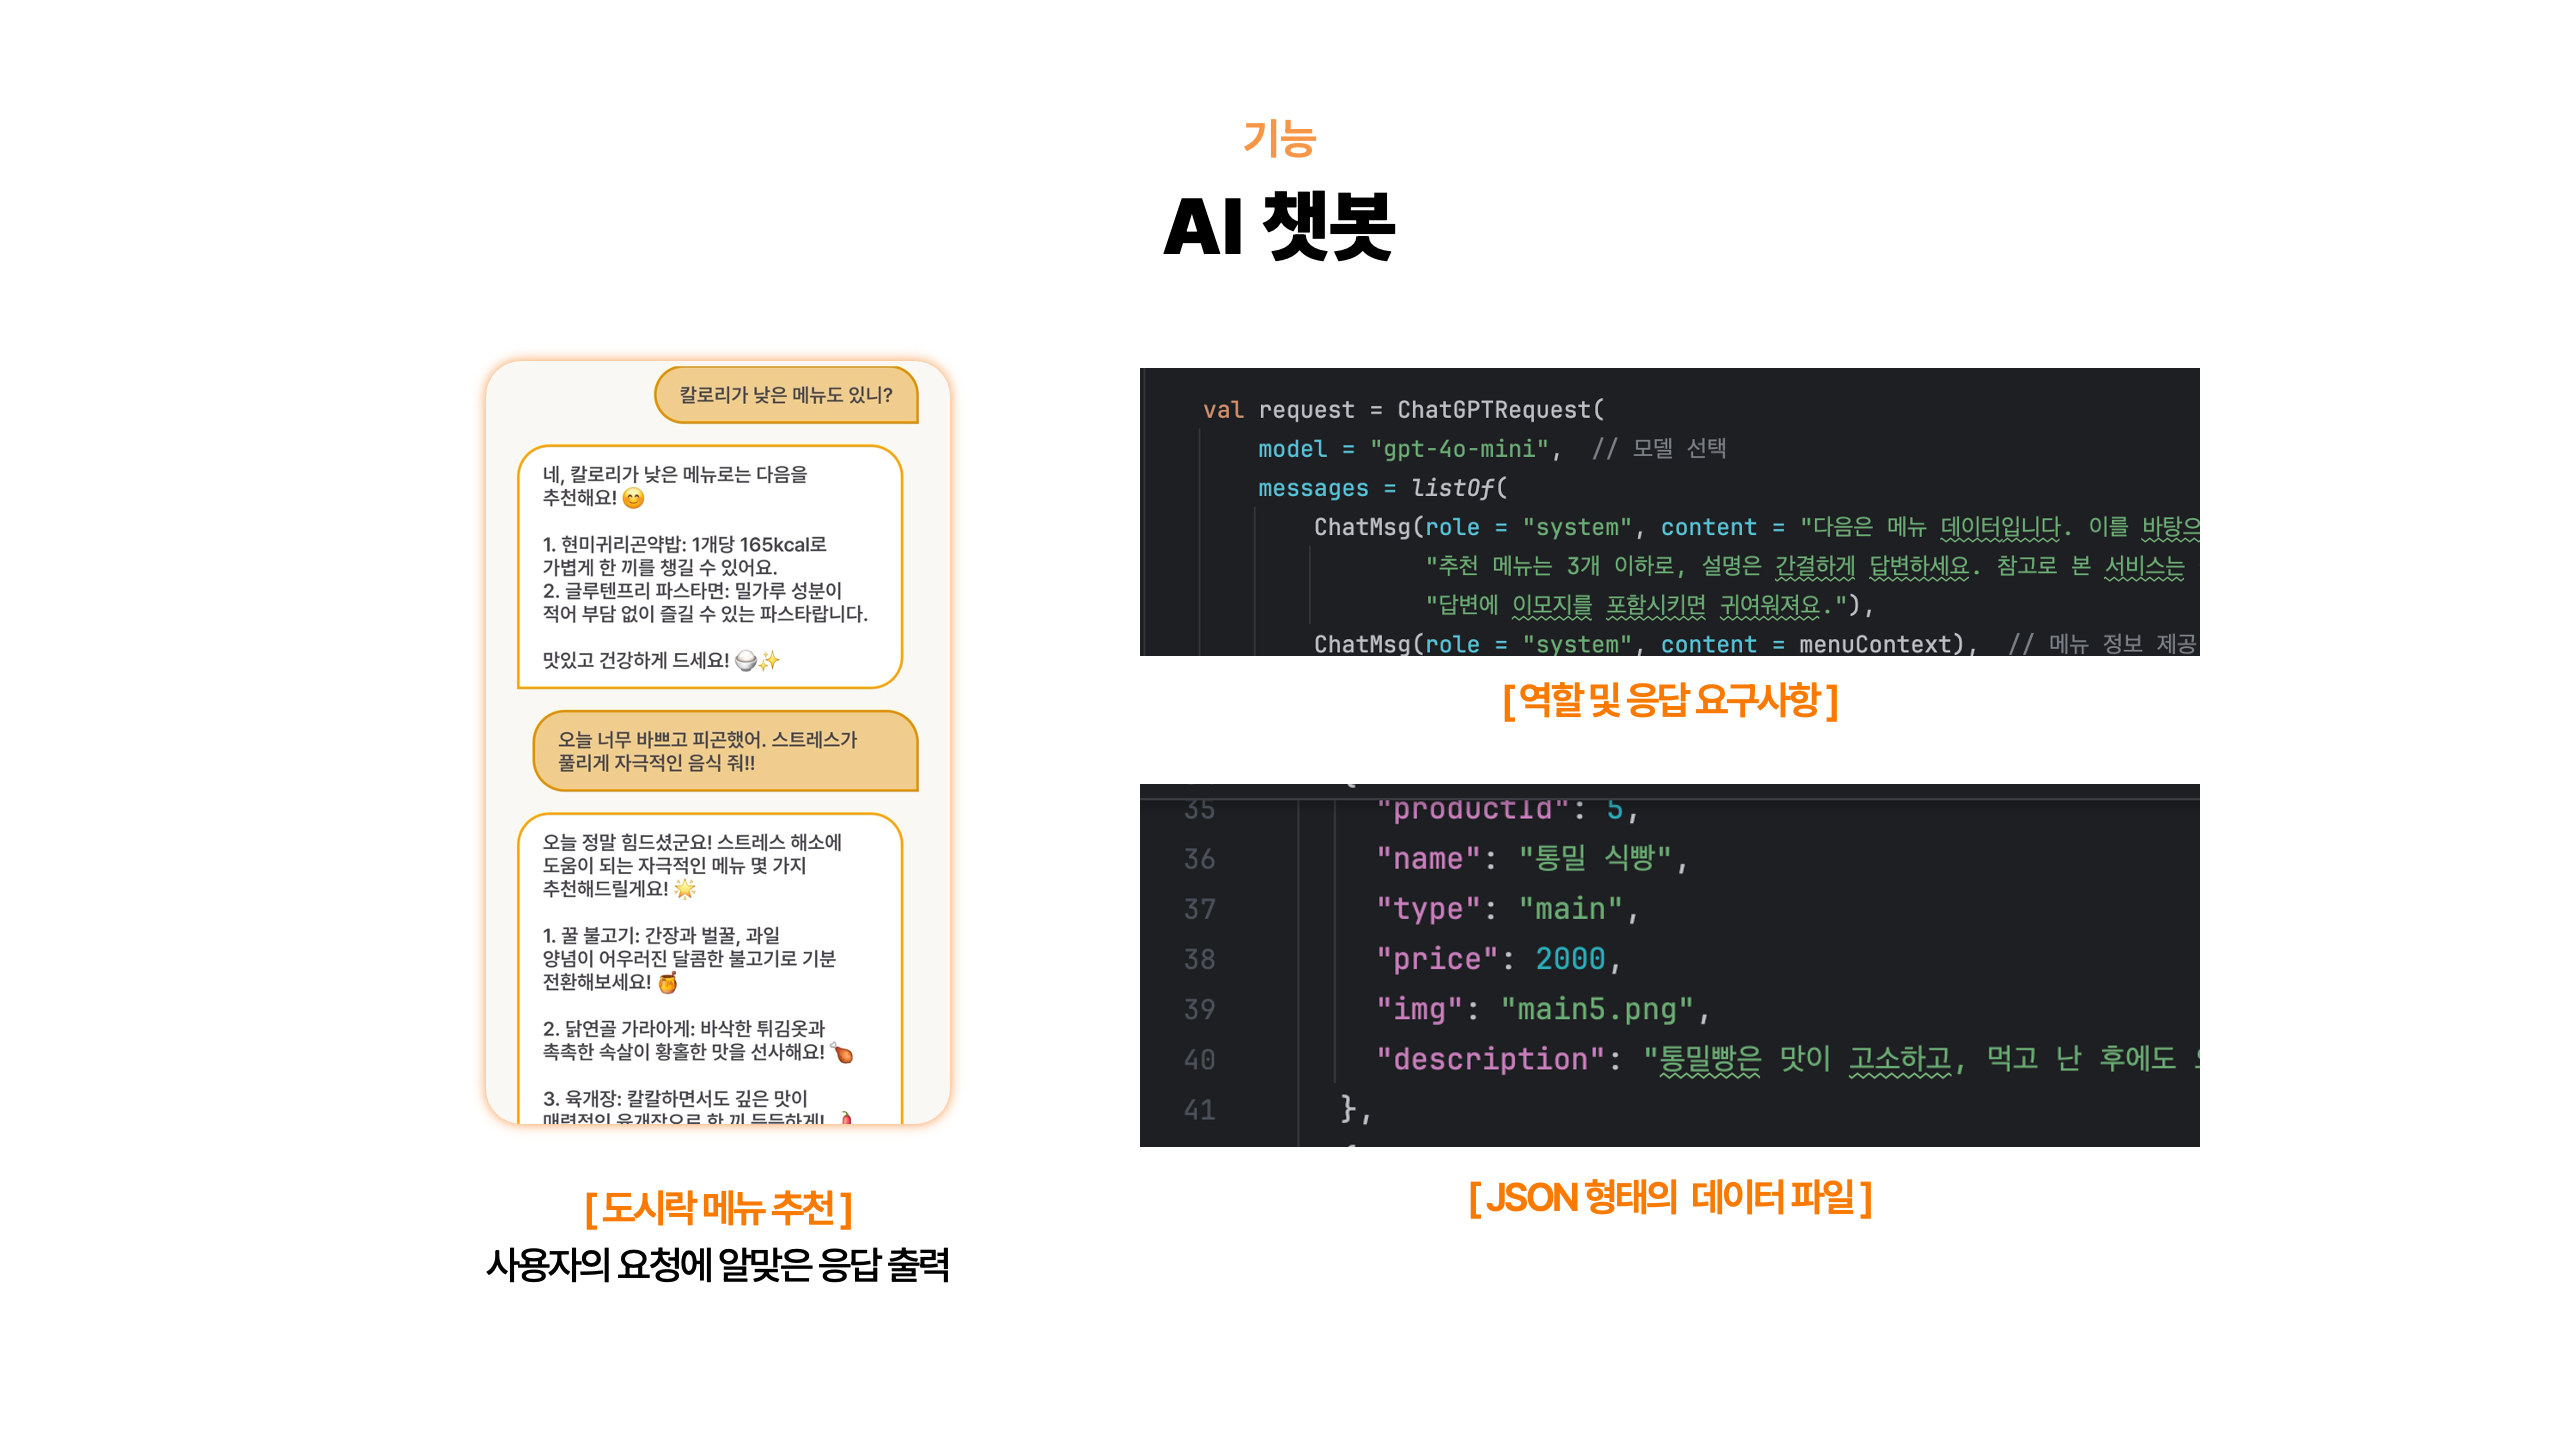 기능
AI 챗봇
칼로리가 낮은 메뉴도 있니?
네, 칼로리가 낮은 메뉴로는 다음을
추천해요! 😊
1. 현미귀리곤약밥: 1개당 165kcal로
가볍게 한 끼를 챙길 수 있어요.
2. 글루텐프리 파스타면: 밀가루 성분이
적어 부담 없이 즐길 수 있는 파스타랍니다.
맛있고 건강하게 드세요! 🍚✨
오늘 너무 바쁘고 피곤했어. 스트레스가
풀리게 자극적인 음식 줘!!
오늘 정말 힘드셨군요! 스트레스 해소에
도움이 되는 자극적인 메뉴 몇 가지
추천해드릴게요! 🌟
1. 꿀 불고기: 간장과 벌꿀, 과일
양념이 어우러진 달콤한 불고기로 기분
전환해보세요! 🍯
2. 닭연골 가라아게: 바삭한 튀김옷과
촉촉한 속살이 황홀한 맛을 선사해요! 🍗
3. 육개장: 칼칼하면서도 깊은 맛이
매력적인 육개장으로 한 끼 든든하게! 🌶
[ 도시락 메뉴 추천 ]
사용자의 요청에 알맞은 응답 출력
val request = ChatGPTRequest(
model = "gpt-4o-mini",  // 모델 선택
messages = listOf(
ChatMsg(role = "system", content = "다음은 메뉴 데이터입니다. 이를 바탕으
"추천 메뉴는 3개 이하로, 설명은 간결하게 답변하세요. 참고로 본 서비스는
"답변에 이모지를 포함시키면 귀여워져요."),
ChatMsg(role = "system", content = menuContext),  // 메뉴 정보 제공
[ 역할 및 응답 요구사항 ]
35 "productId": 5,
36 "name": "통밀 식빵",
37 "type": "main",
38 "price": 2000,
39 "img": "main5.png",
40 "description": "통밀빵은 맛이 고소하고, 먹고 난 후에도
41 },
[ JSON 형태의 데이터 파일 ]